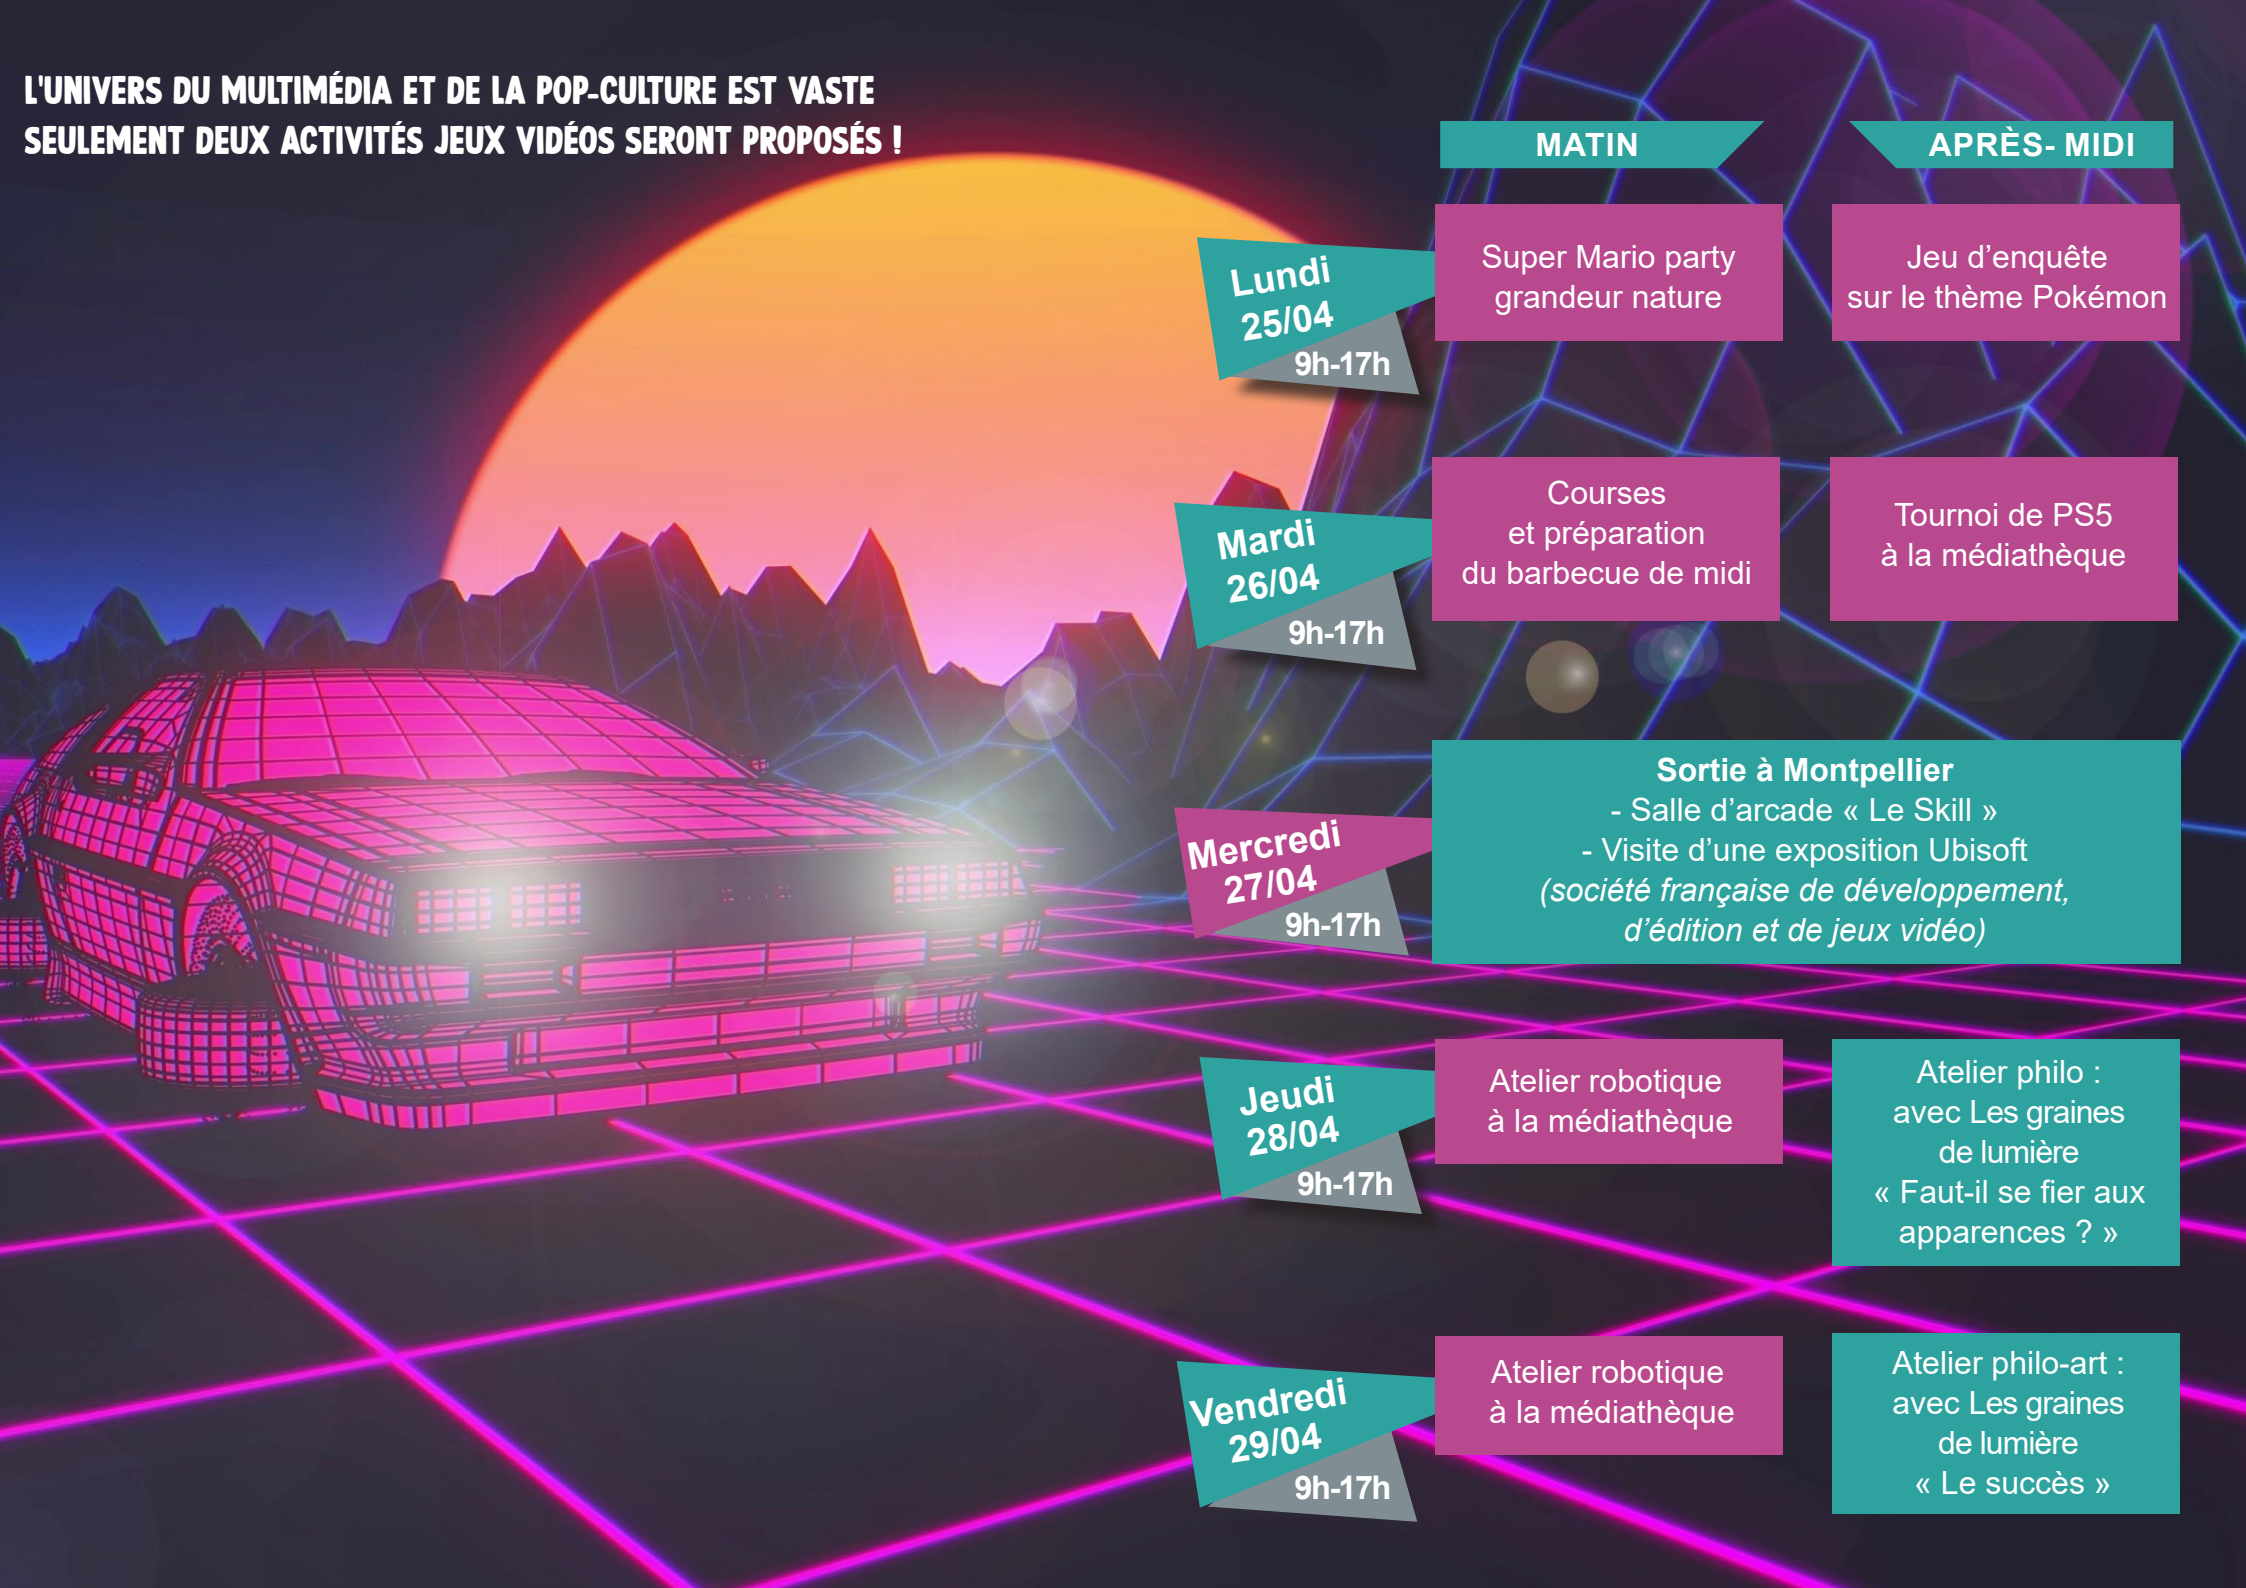 L'UNIVERS DU MULTIMÉDIA ET DE LA POP-CULTURE EST VASTE
SEULEMENT DEUX ACTIVITÉS JEUX VIDÉOS SERONT PROPOSÉS !
MATIN
APRÈS- MIDI
Lundi
25/04
9h-17h
Super Mario party
grandeur nature
Jeu d’enquête
sur le thème Pokémon
Mardi
26/04
9h-17h
Courses
et préparation
du barbecue de midi
Tournoi de PS5
à la médiathèque
Mercredi
27/04
9h-17h
Sortie à Montpellier
- Salle d’arcade « Le Skill »
- Visite d’une exposition Ubisoft
(société française de développement,
d’édition et de jeux vidéo)
Jeudi
28/04
9h-17h
Atelier robotique
à la médiathèque
Atelier philo :
avec Les graines
de lumière
« Faut-il se fier aux
apparences ? »
Vendredi
29/04
9h-17h
Atelier robotique
à la médiathèque
Atelier philo-art :
avec Les graines
de lumière
« Le succès »